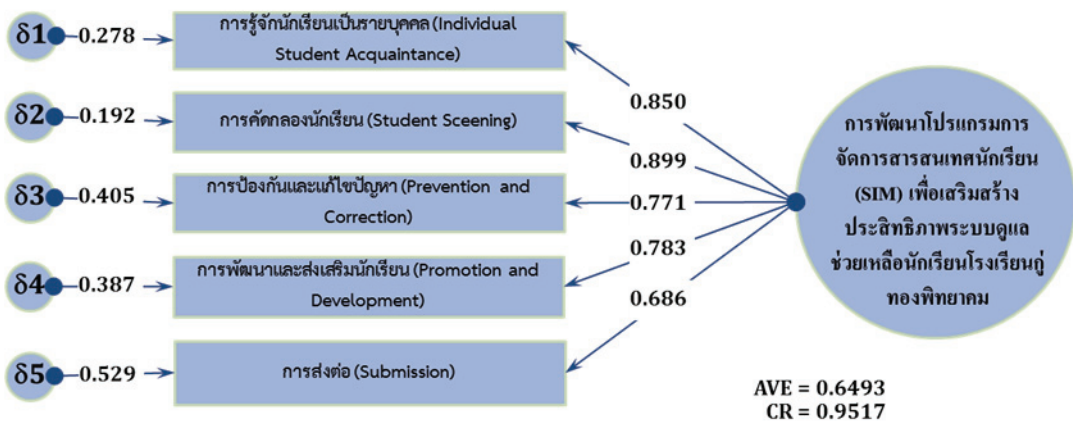 δ1
0.278
การรู้จักนักเรียนเป็นรายบุคคล (Individual
Student Acquaintance)
δ2
0.192
การคัดกลองนักเรียน (Student Sceening)
δ3
0.405
การป้องกันและแก้ไขปัญหา (Prevention and
Correction)
δ4
0.387
การพัฒนาและส่งเสริมนักเรียน (Promotion and
Development)
δ5
0.529
การส่งต่อ (Submission)
0.850
0.899
0.771
0.783
0.686
การพัฒนาโปรแกรมการ
จัดการสารสนเทศนักเรียน
(SIM) เพื่อเสริมสร้าง
ประสิทธิภาพระบบดูแล
ช่วยเหลือนักเรียนโรงเรียนกู่
ทองพิทยาคม
AVE = 0.6493
CR = 0.9517